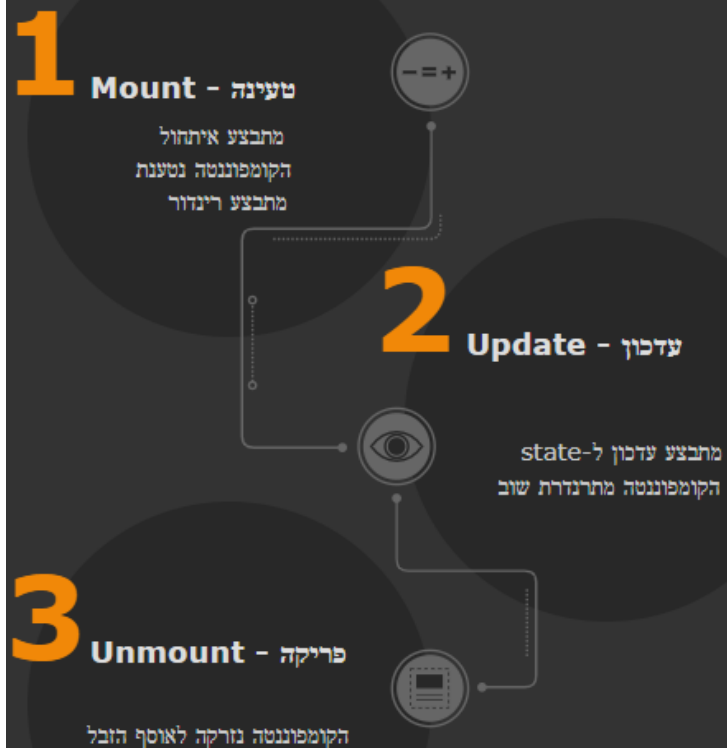 1
טעינה - Mount
מתבצע איתחול
הקומפוננטה נטענת
מתבצע רינדור
2
עדכון - Update
מתבצע עדכון ל-state
הקומפוננטה מתרנדרת שוב
3
פריקה - Unmount
הקומפוננטה נזרקה לאוסף הזבל